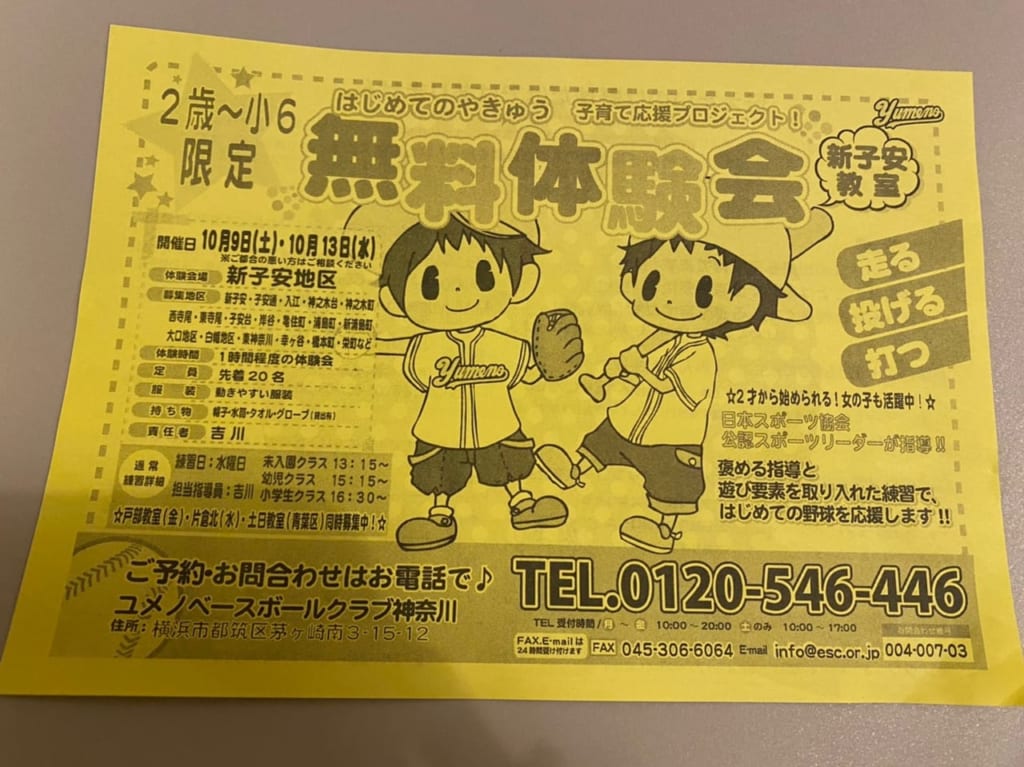 2歳～小6
限定
はじめてのやきゅう 子育て応援プロジェクト!
無料体験会
Yumeno
新子安
教室
開催日 10月9日(土)・10月13日(水)
※ご都合の悪い方はご相談ください
体験会場 新子安地区
募集地区 新子安・子安通・入江・神之木台・神之木町
西寺尾・東寺尾・子安台・岸谷・亀住町・浦島町・新浦島町
大口地区・白幡地区・東神奈川・幸ヶ谷・橋本町・栄町など
体験時間 1時間程度の体験会
定員 先着20名
服装 動きやすい服装
持ち物 帽子・水筒・タオル・グローブ(貸出有)
責任者 吉川
通常
練習詳細
練習日:水曜日 未入園クラス 13:15～
幼児クラス 15:15～
担当指導員:吉川 小学生クラス 16:30～
☆戸部教室(金)・片倉北(水)・土日教室(青葉区)同時募集中!☆
Yumeno
走る
投げる
打つ
☆2才から始められる!女の子も活躍中!☆
日本スポーツ協会
公認スポーツリーダーが指導!!
褒める指導と
遊び要素を取り入れた練習で、
はじめての野球を応援します!!
ご予約・お問合わせはお電話で♪
ユメノベースボールクラブ神奈川
住所:横浜市都筑区茅ヶ崎南3-15-12
TEL.0120-546-446
TEL受付時間/月～金 10:00～20:00 土のみ 10:00～17:00
FAX.E-mailは
24時間受け付けます
FAX 045-306-6064 E-mail info@esc.or.jp
お問合わせ番号
004-007-03